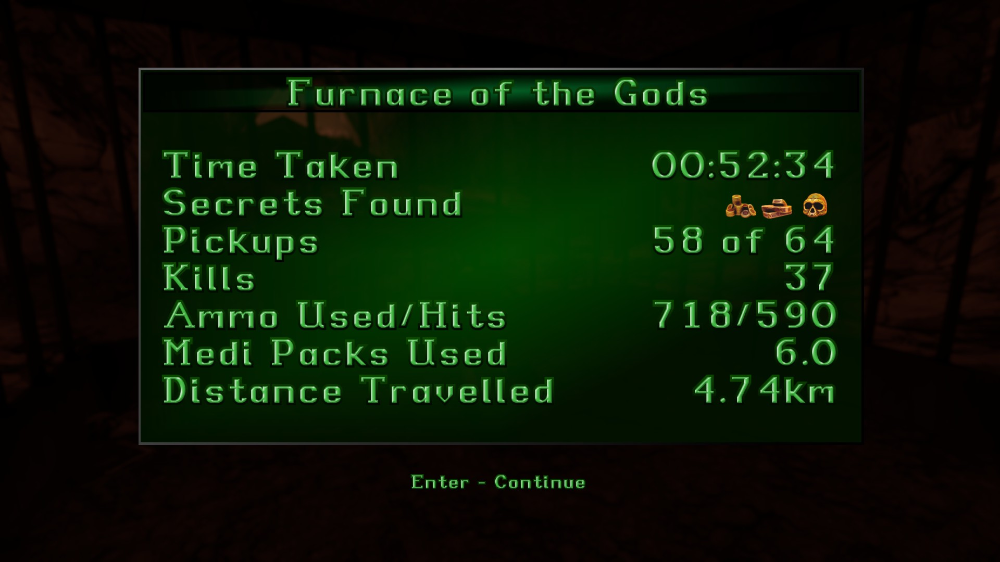 Furnace of the Gods
Time Taken 00:52:34
Secrets Found
Pickups 58 of 64
Kills 37
Ammo Used/Hits 718/590
Medi Packs Used 6.0
Distance Travelled 4.74km
Enter - Continue